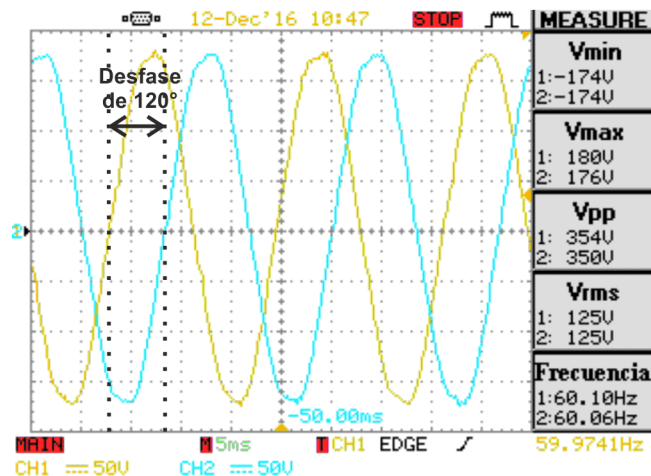 12-Dec'16 10:47 STOP
MEASURE
Desfase
de 120°
2
-50.00ms
Vmin
1:-174V
2:-174V
Vmax
1: 180V
2: 176V
Vpp
1: 354V
2: 350V
Vrms
1: 125V
2: 125V
Frecuencia
1:60.10Hz
2:60.06Hz
MAIN M 5ms T CH1 EDGE 59.9741Hz
CH1 50V CH2 50V